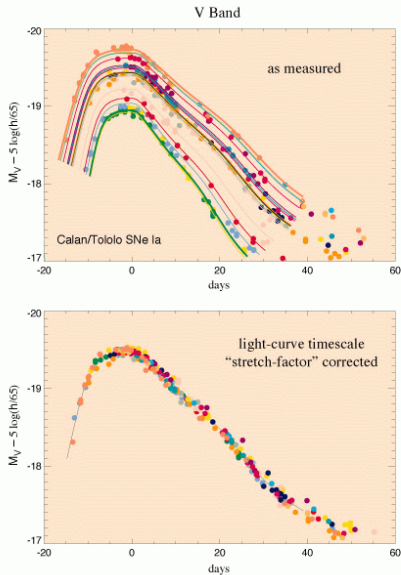 V Band
-20
as measured
-19
M_V – 5 log(h/65)
-18
Calan/Tololo SNe Ia
-17
-20 0 20 40 60
days
-20
light-curve timescale
“stretch-factor” corrected
-19
M_V – 5 log(h/65)
-18
-17
-20 0 20 40 60
days